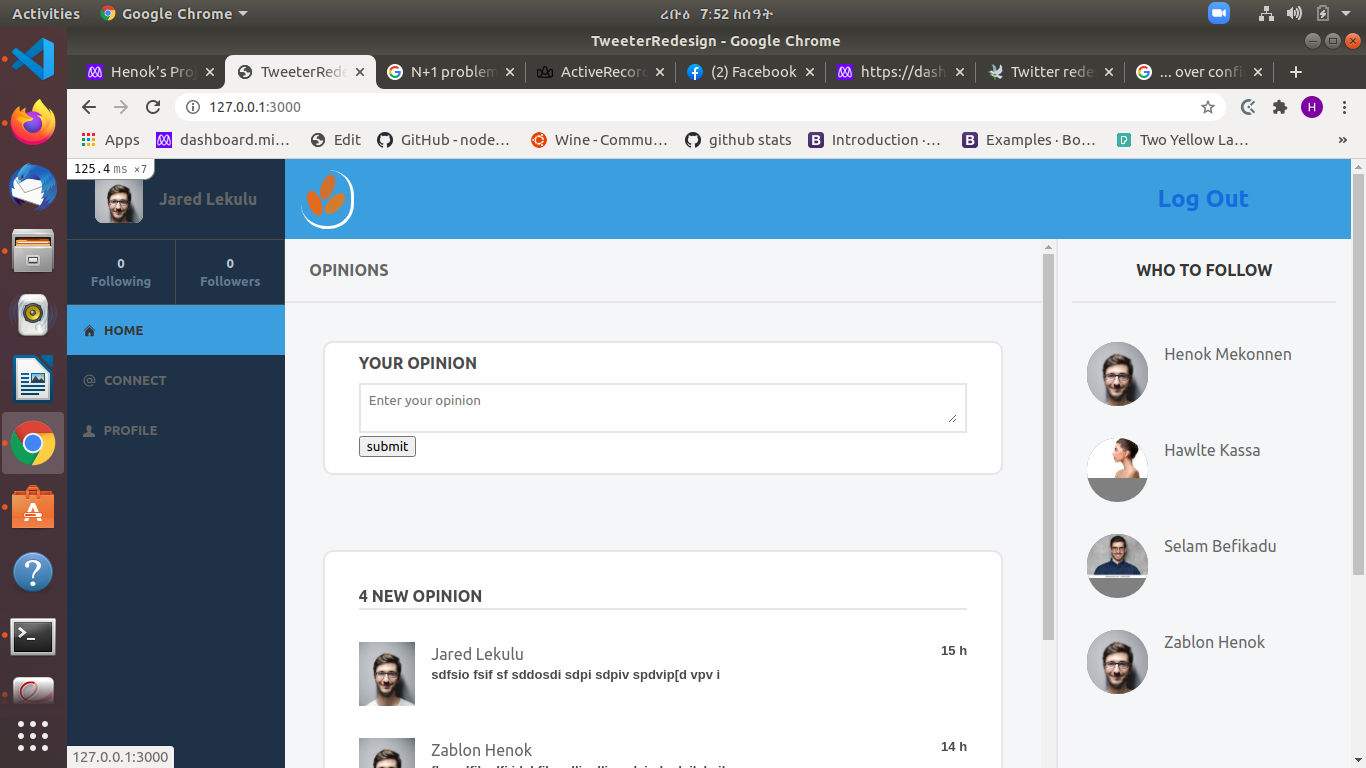 Activities
Google Chrome
ረቡዕ 7:52 ከሰዓት
TweeterRedesign - Google Chrome
Henok's Pro
TweeterRede
N+1 problem
ActiveRecor
(2) Facebook
https://dash
Twitter rede
... over confi
127.0.0.1:3000
H
Apps
dashboard.mi...
Edit
GitHub - node...
Wine - Commu...
github stats
Introduction · ...
Examples · Bo...
Two Yellow La...
»
125.4 ms ×7
Jared Lekulu
Log Out
0
Following
0
Followers
HOME
CONNECT
PROFILE
OPINIONS
YOUR OPINION
Enter your opinion
submit
4 NEW OPINION
Jared Lekulu
15 h
sdfsio fsif sf sddosdi sdpi sdpiv spdvip[d vpv i
Zablon Henok
14 h
WHO TO FOLLOW
Henok Mekonnen
Hawlte Kassa
Selam Befikadu
Zablon Henok
127.0.0.1:3000